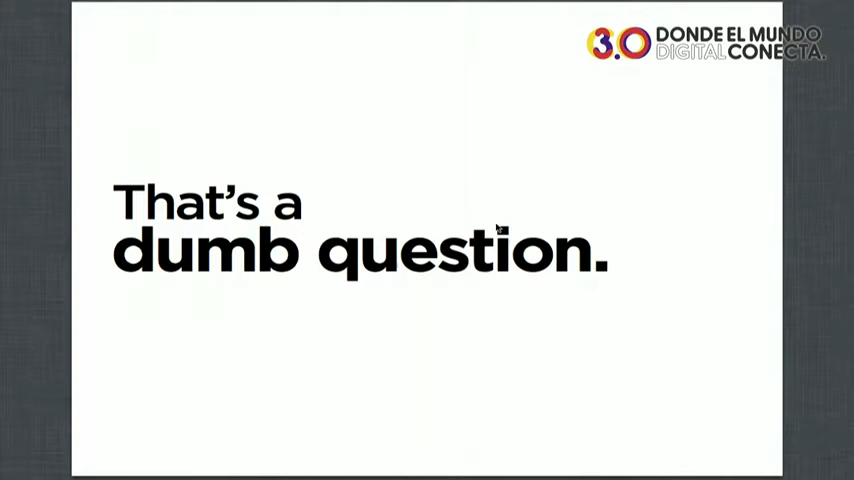 3.0 DONDE EL MUNDO
DIGITAL CONECTA.
That's a
dumb question.